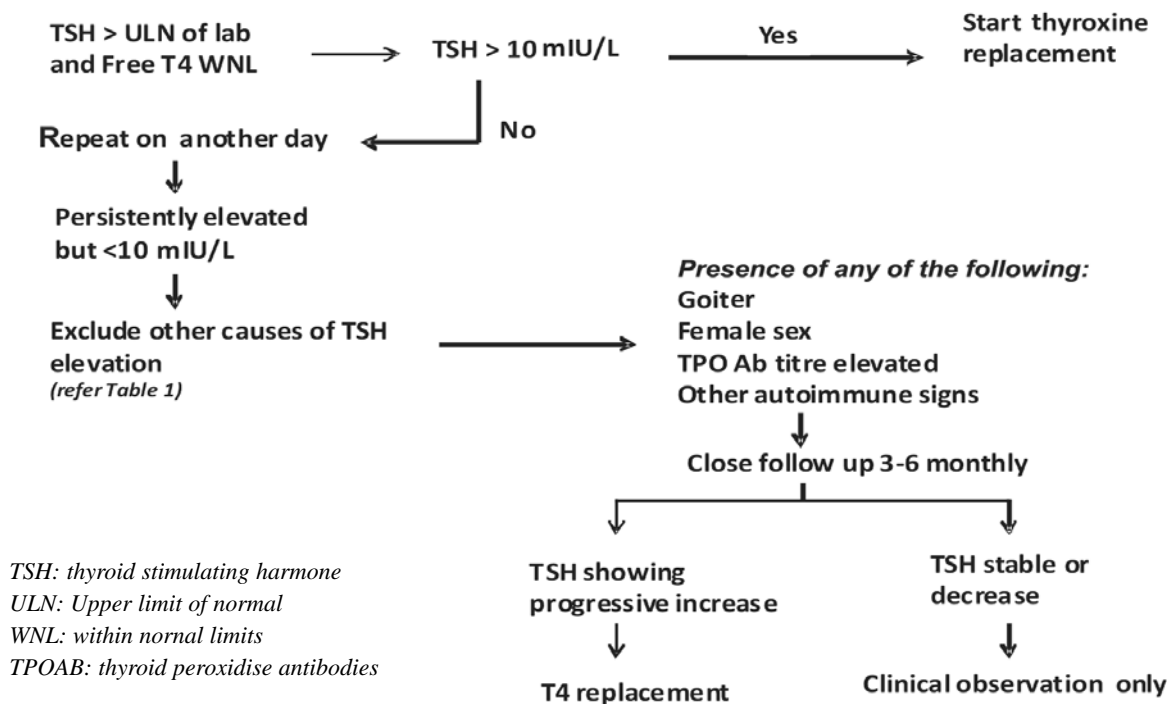 TSH > ULN of lab
and Free T4 WNL
TSH > 10 mIU/L
Yes
Start thyroxine
replacement
No
Repeat on another day
Persistently elevated
but <10 mIU/L
Exclude other causes of TSH
elevation
(refer Table 1)
Presence of any of the following:
Goiter
Female sex
TPO Ab titre elevated
Other autoimmune signs
Close follow up 3-6 monthly
TSH showing
progressive increase
TSH stable or
decrease
T4 replacement
Clinical observation only
TSH: thyroid stimulating harmone
ULN: Upper limit of normal
WNL: within nornal limits
TPOAB: thyroid peroxidise antibodies